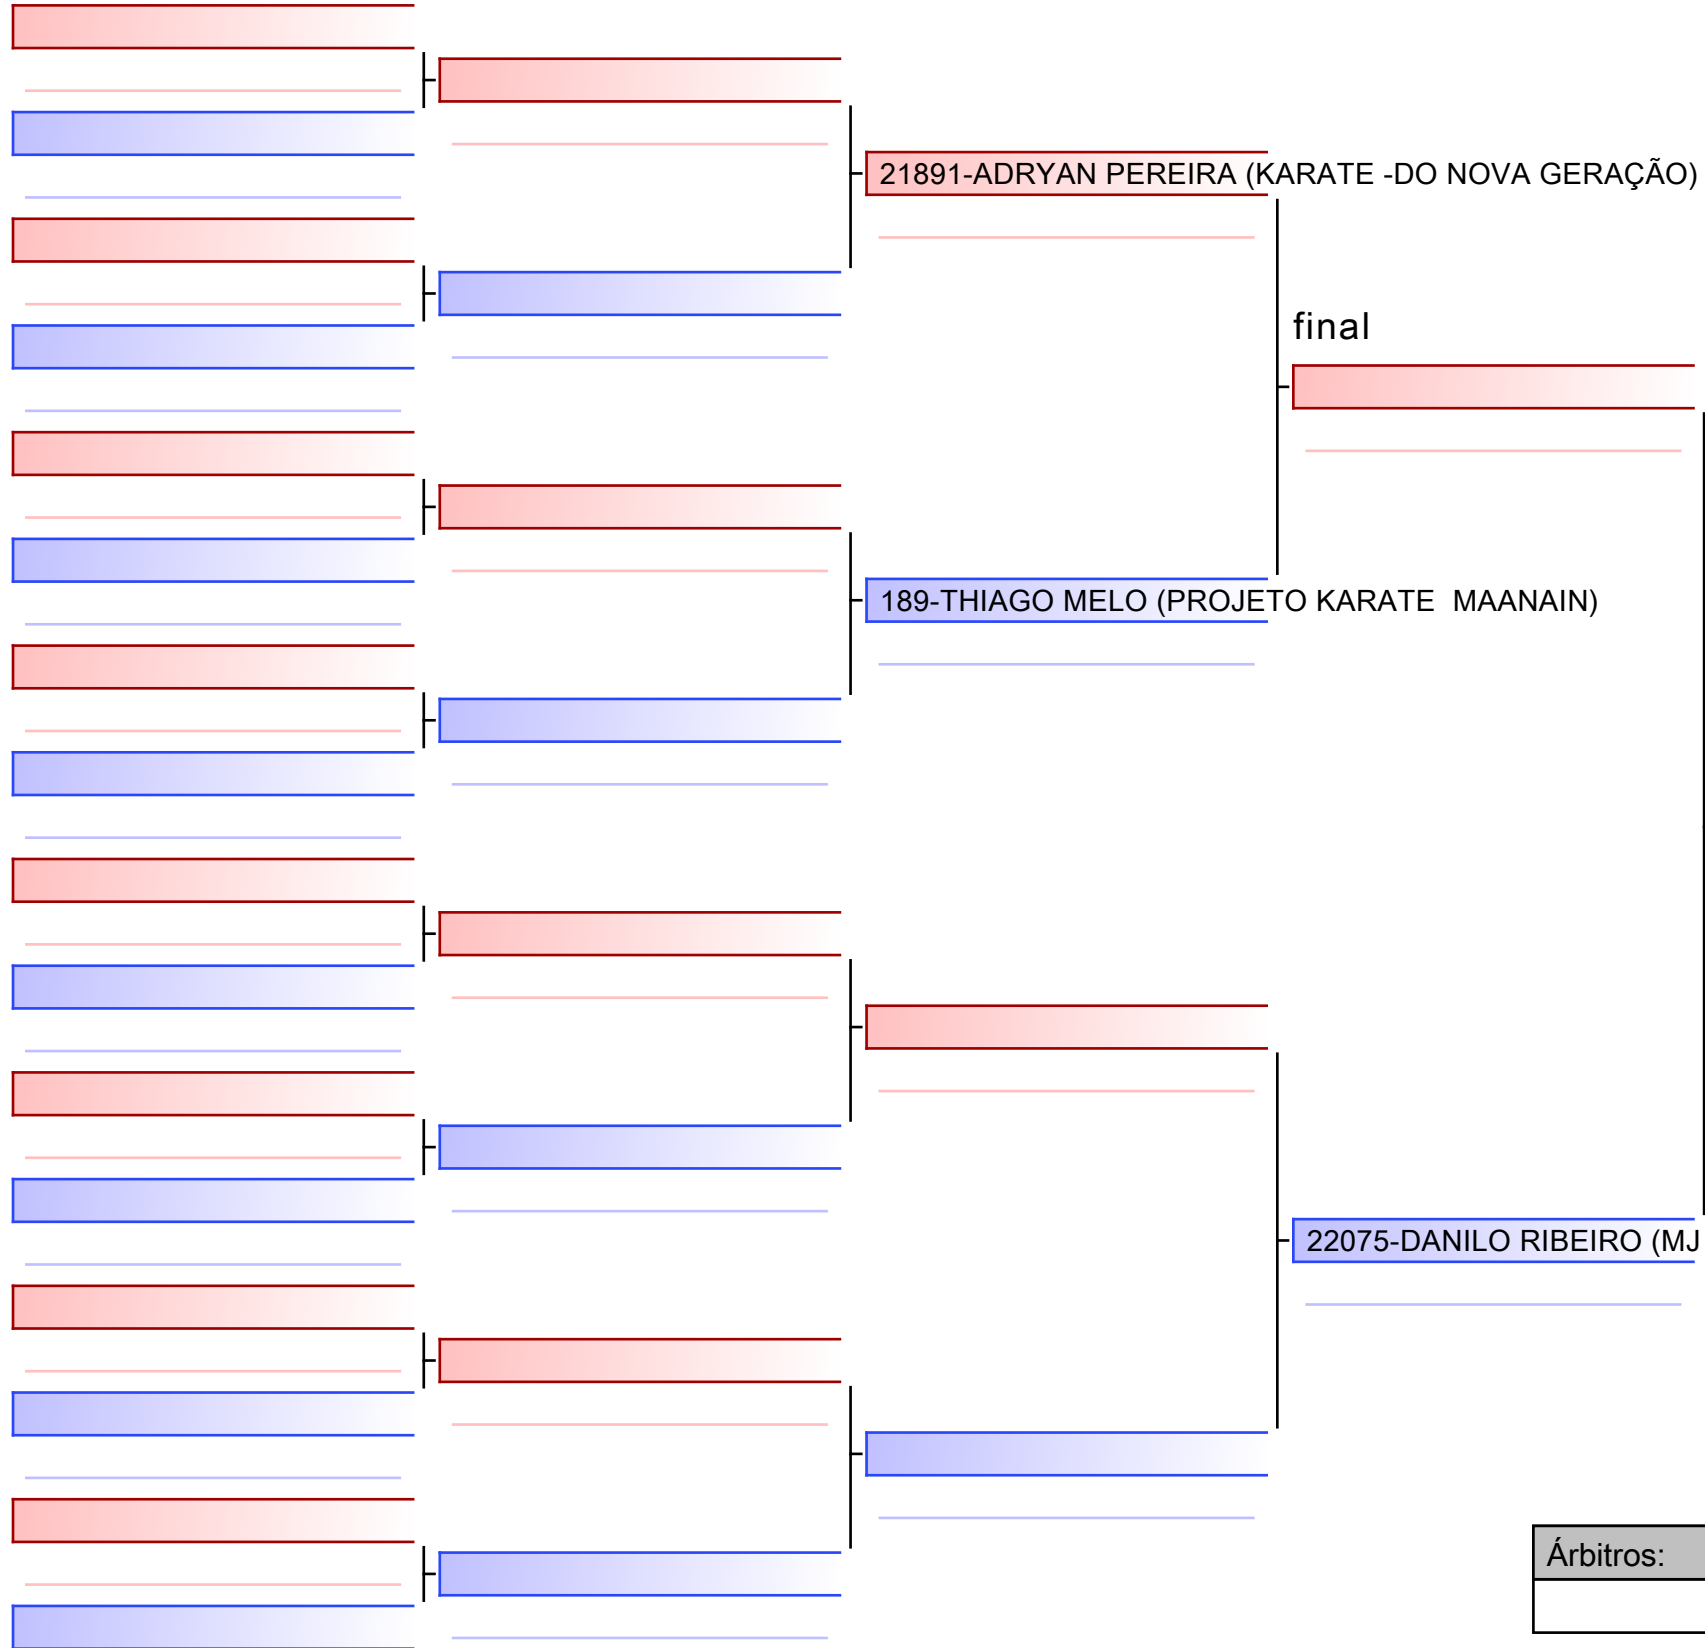 21891-ADRYAN PEREIRA (KARATE -DO NOVA GERAÇÃO)
final
189-THIAGO MELO (PROJETO KARATE  MAANAIN)
22075-DANILO RIBEIRO (MJ
Árbitros: